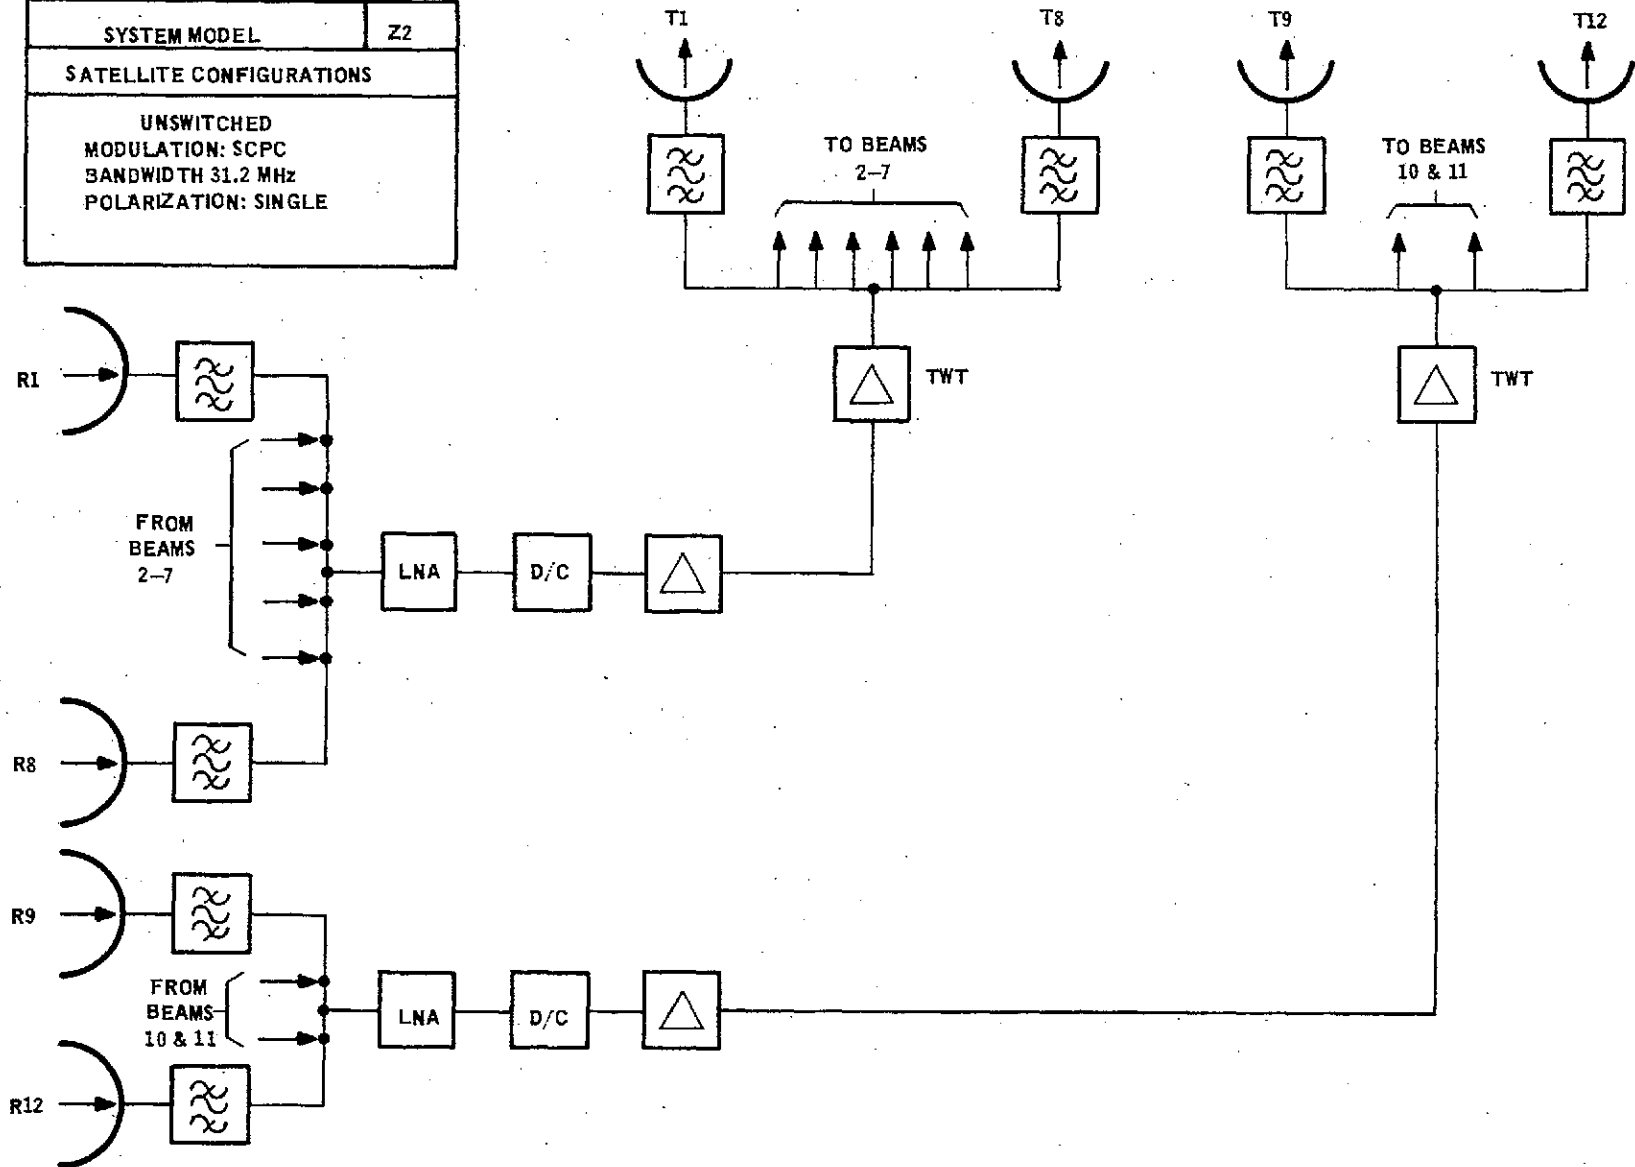 SYSTEM MODEL Z2
SATELLITE CONFIGURATIONS
UNSWITCHED
MODULATION: SCPC
BANDWIDTH 31.2 MHz
POLARIZATION: SINGLE
T1
T8
T9
T12
TO BEAMS
2–7
TO BEAMS
10 & 11
TWT
TWT
R1
FROM
BEAMS
2–7
LNA
D/C
R8
R9
FROM
BEAMS
10 & 11
LNA
D/C
R12